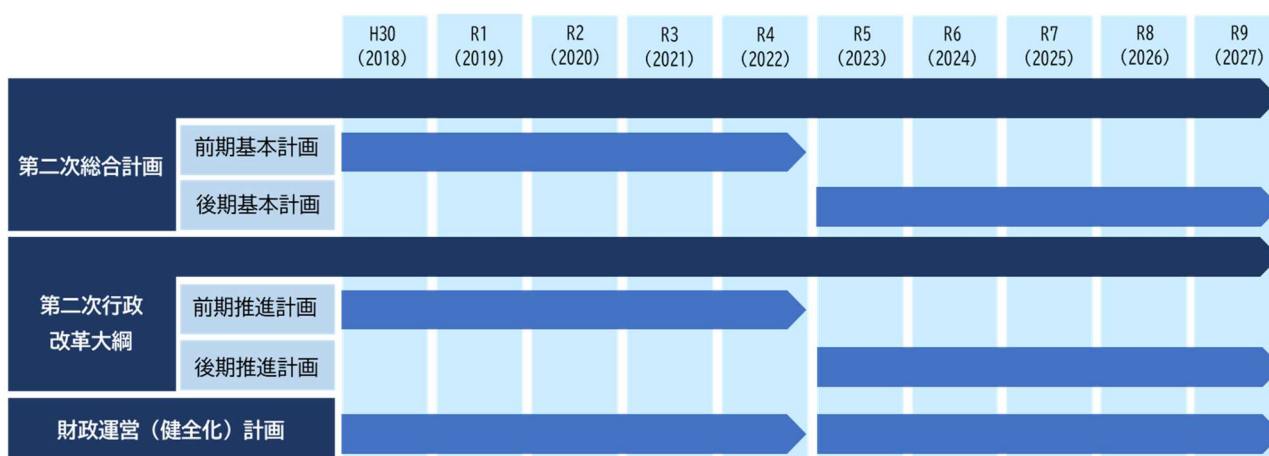 H30 R1 R2 R3 R4 R5 R6 R7 R8 R9
(2018) (2019) (2020) (2021) (2022) (2023) (2024) (2025) (2026) (2027)
第二次総合計画
前期基本計画
後期基本計画
第二次行政
改革大綱
前期推進計画
後期推進計画
財政運営（健全化）計画